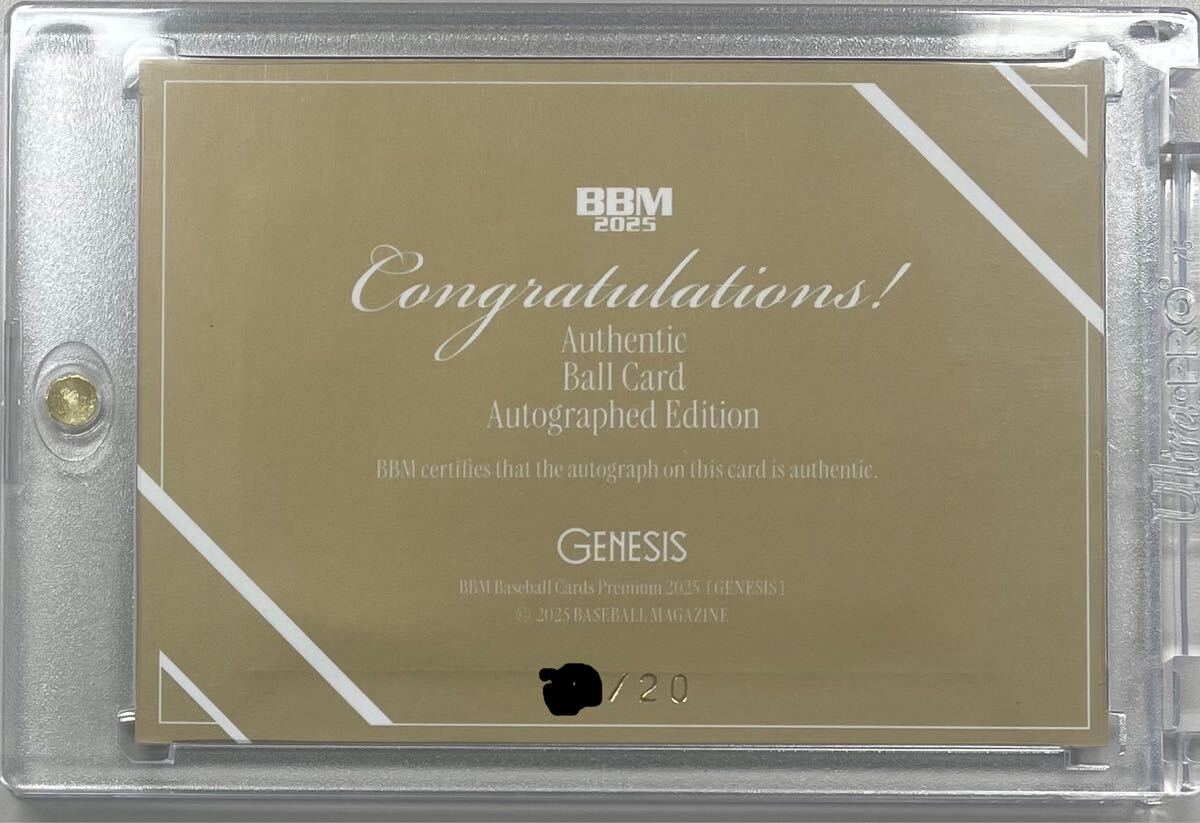 BBM
2025
Congratulations!
Authentic
Ball Card
Autographed Edition
BBM certifies that the autograph on this card is authentic.
GENESIS
BBM Baseball Cards Premium 2025 [GENESIS]
© 2025 BASEBALL MAGAZINE
/20
Ultra•PRO®